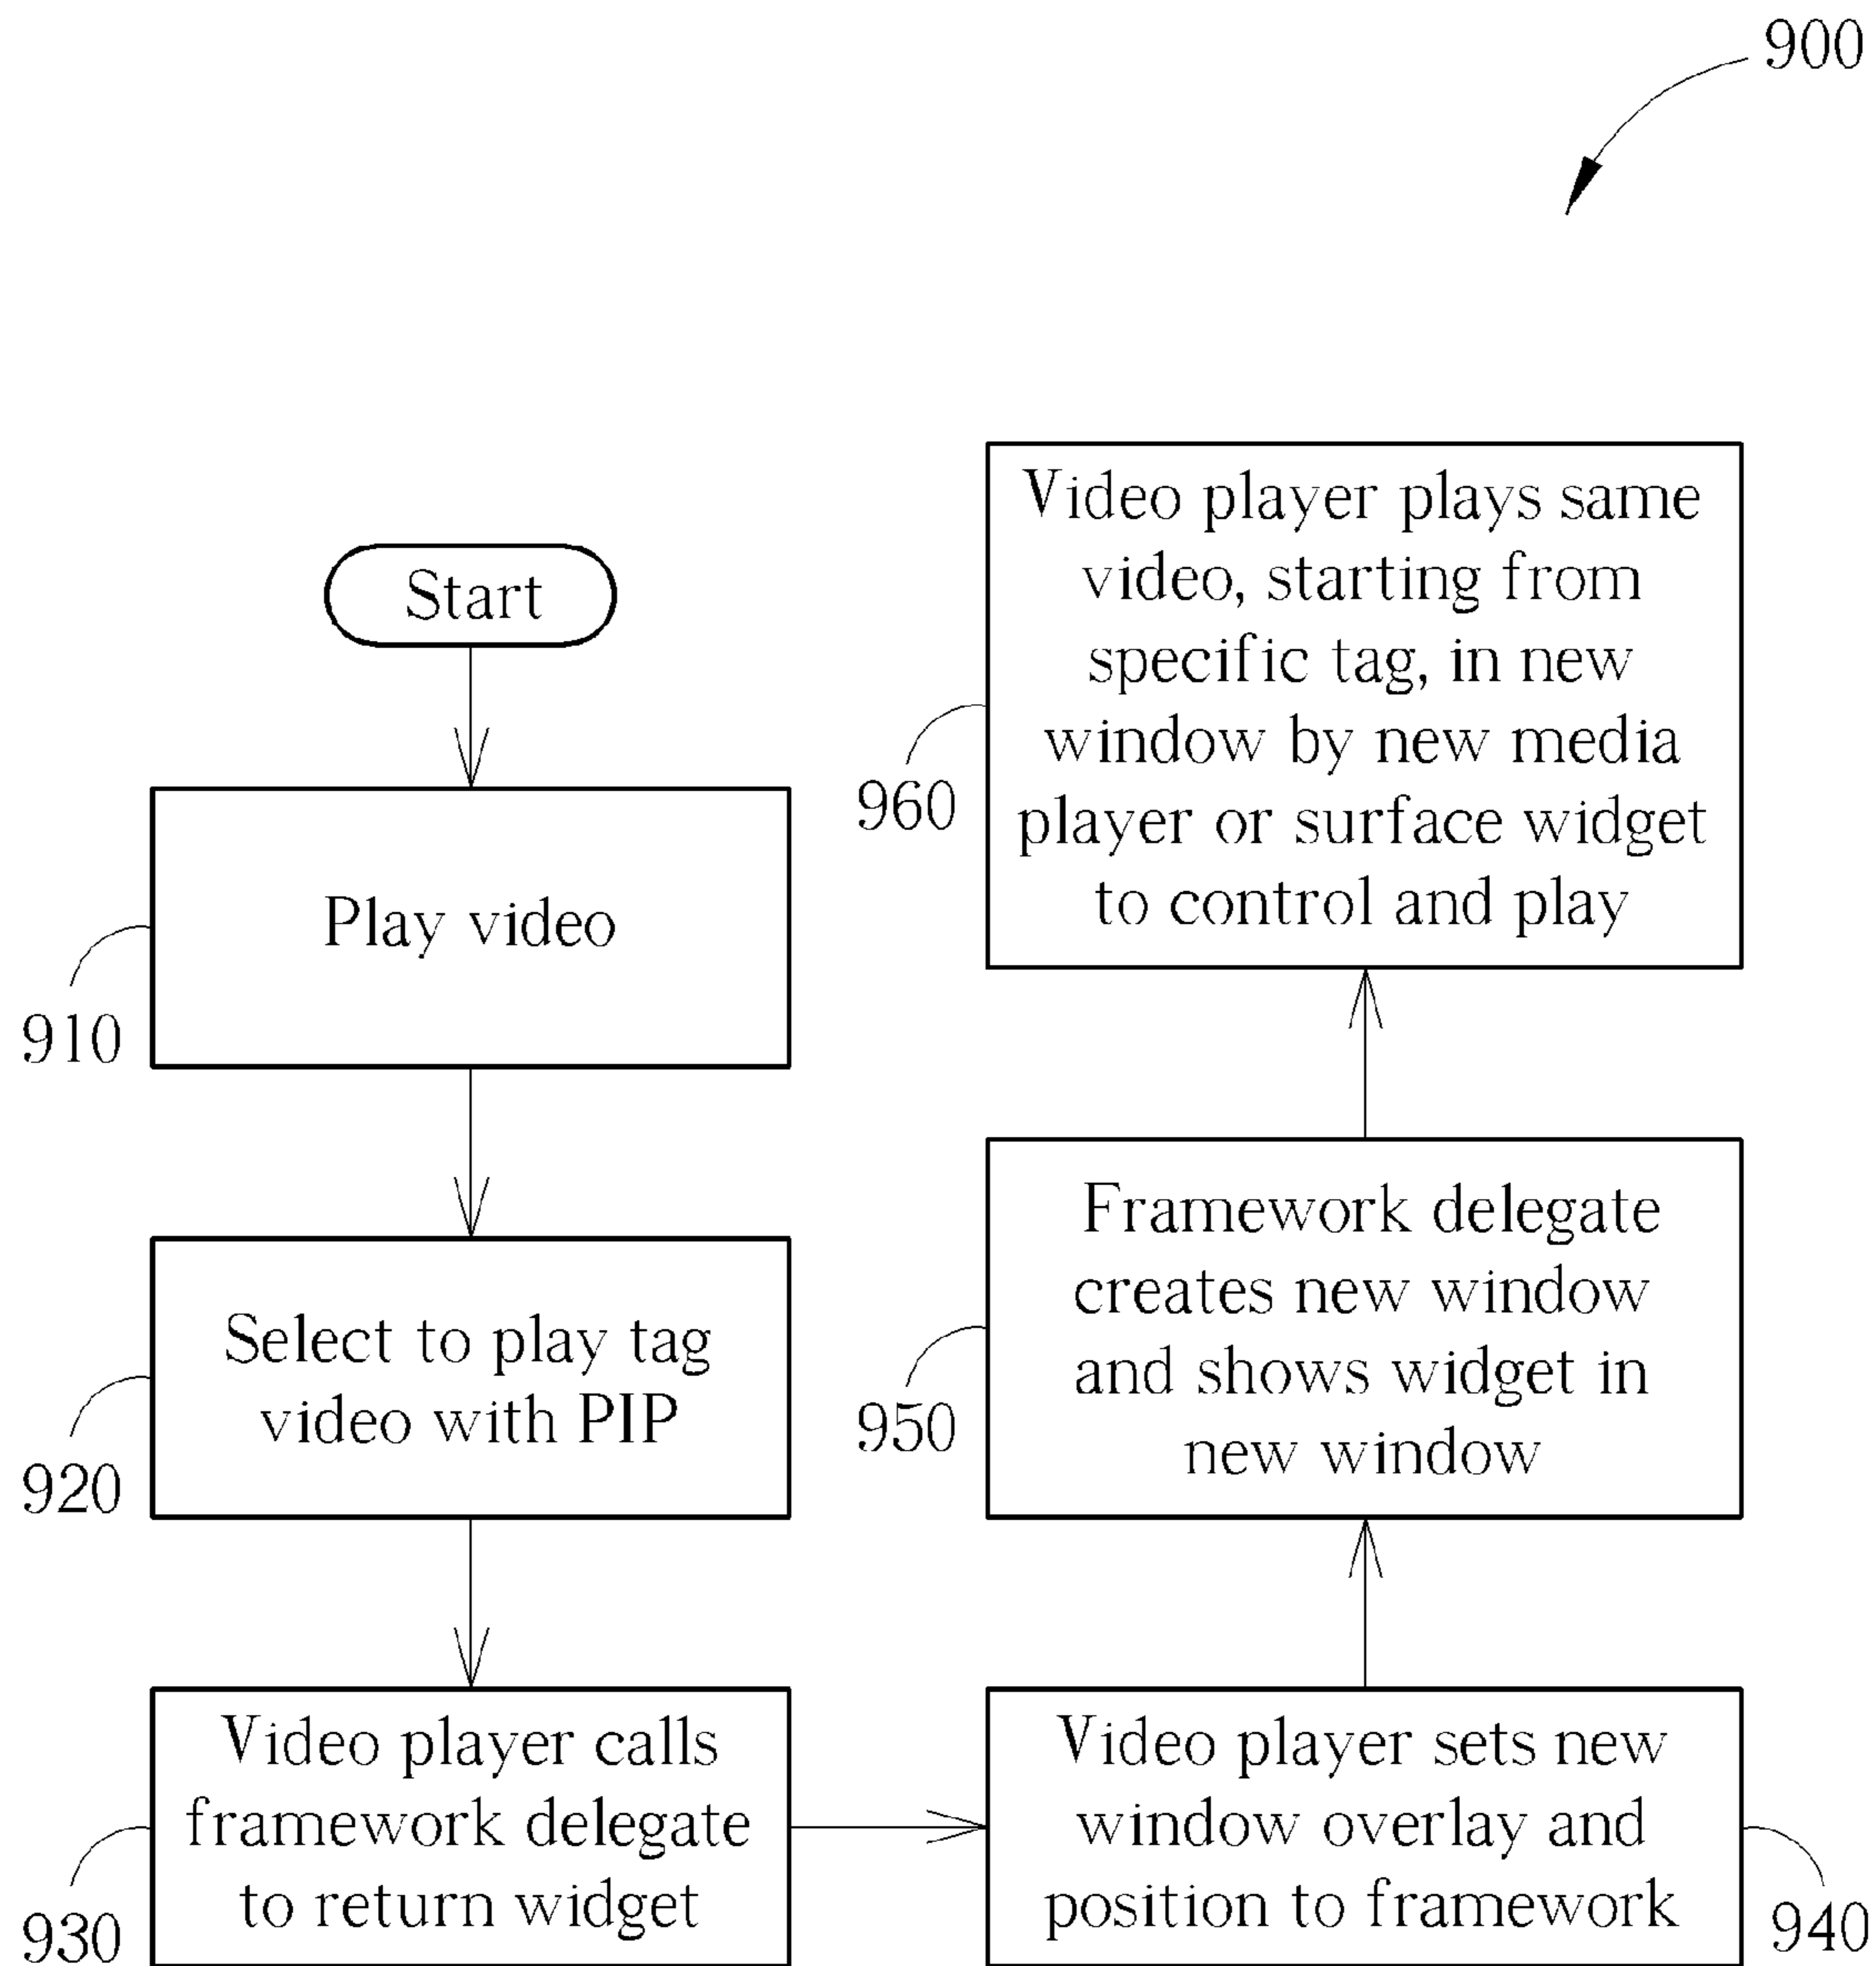 900
Start
Play video
910
Select to play tag
video with PIP
920
Video player calls
framework delegate
to return widget
930
Video player sets new
window overlay and
position to framework
940
Framework delegate
creates new window
and shows widget in
new window
950
Video player plays same
video, starting from
specific tag, in new
window by new media
player or surface widget
to control and play
960